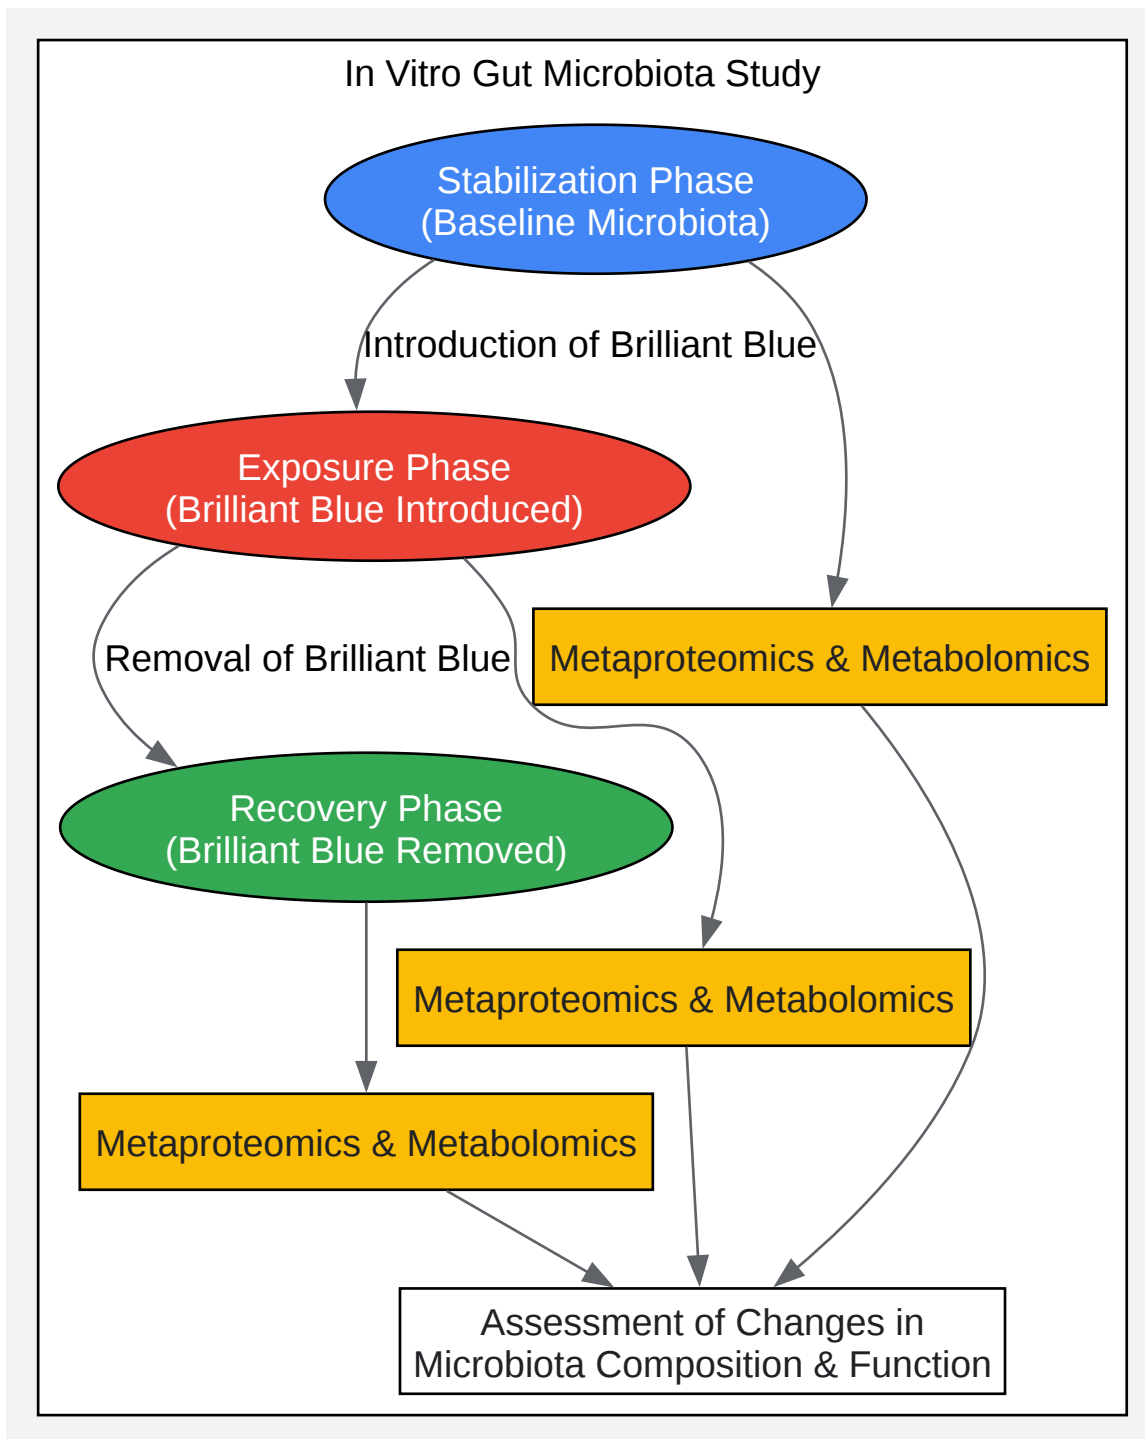 In Vitro Gut Microbiota Study
Stabilization Phase
(Baseline Microbiota)
Introduction of Brilliant Blue
Exposure Phase
(Brilliant Blue Introduced)
Removal of Brilliant Blue
Metaproteomics & Metabolomics
Recovery Phase
(Brilliant Blue Removed)
Metaproteomics & Metabolomics
Metaproteomics & Metabolomics
Assessment of Changes in
Microbiota Composition & Function